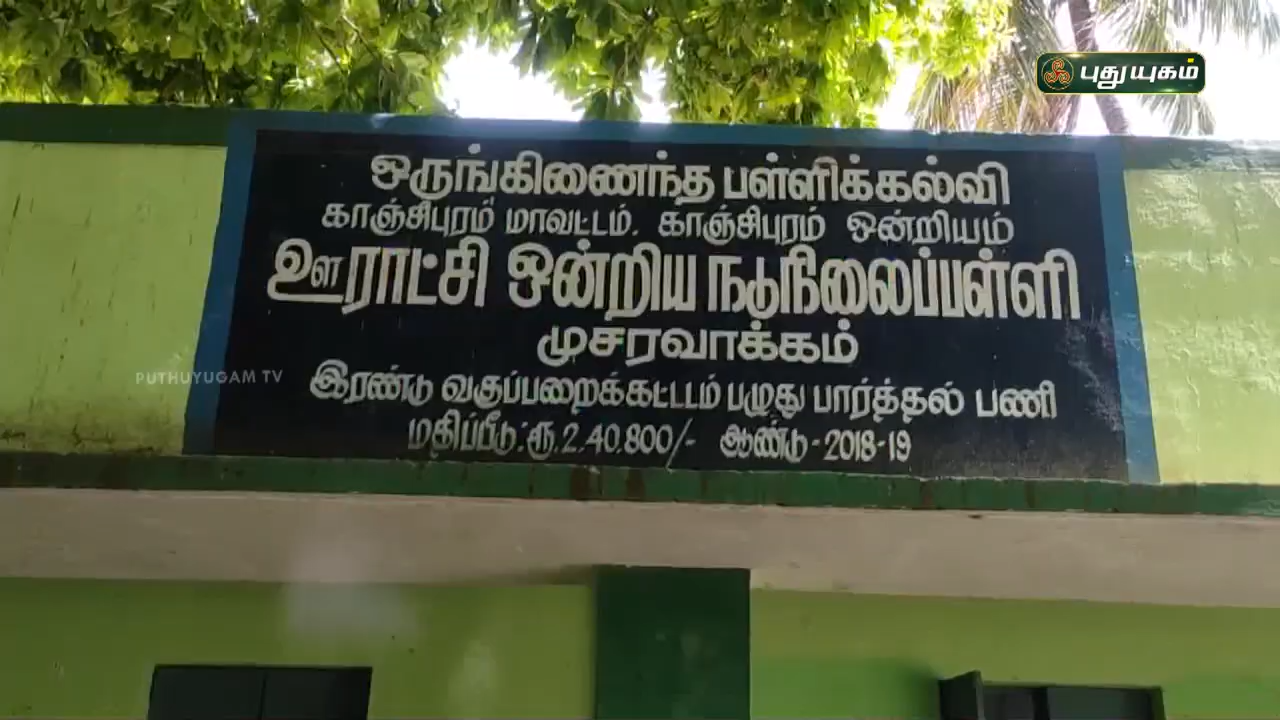 புதுயுகம்
ஒருங்கிணைந்த பள்ளிக்கல்வி
காஞ்சிபுரம் மாவட்டம். காஞ்சிபுரம் ஒன்றியம்
ஊராட்சி ஒன்றிய நடுநிலைப்பள்ளி
முசரவாக்கம்
இரண்டு வகுப்பறைக்கட்டடம் பழுது பார்த்தல் பணி
மதிப்பீடு.ரூ.2.40.800/- ஆண்டு-2018-19
PUTHUYUGAM TV